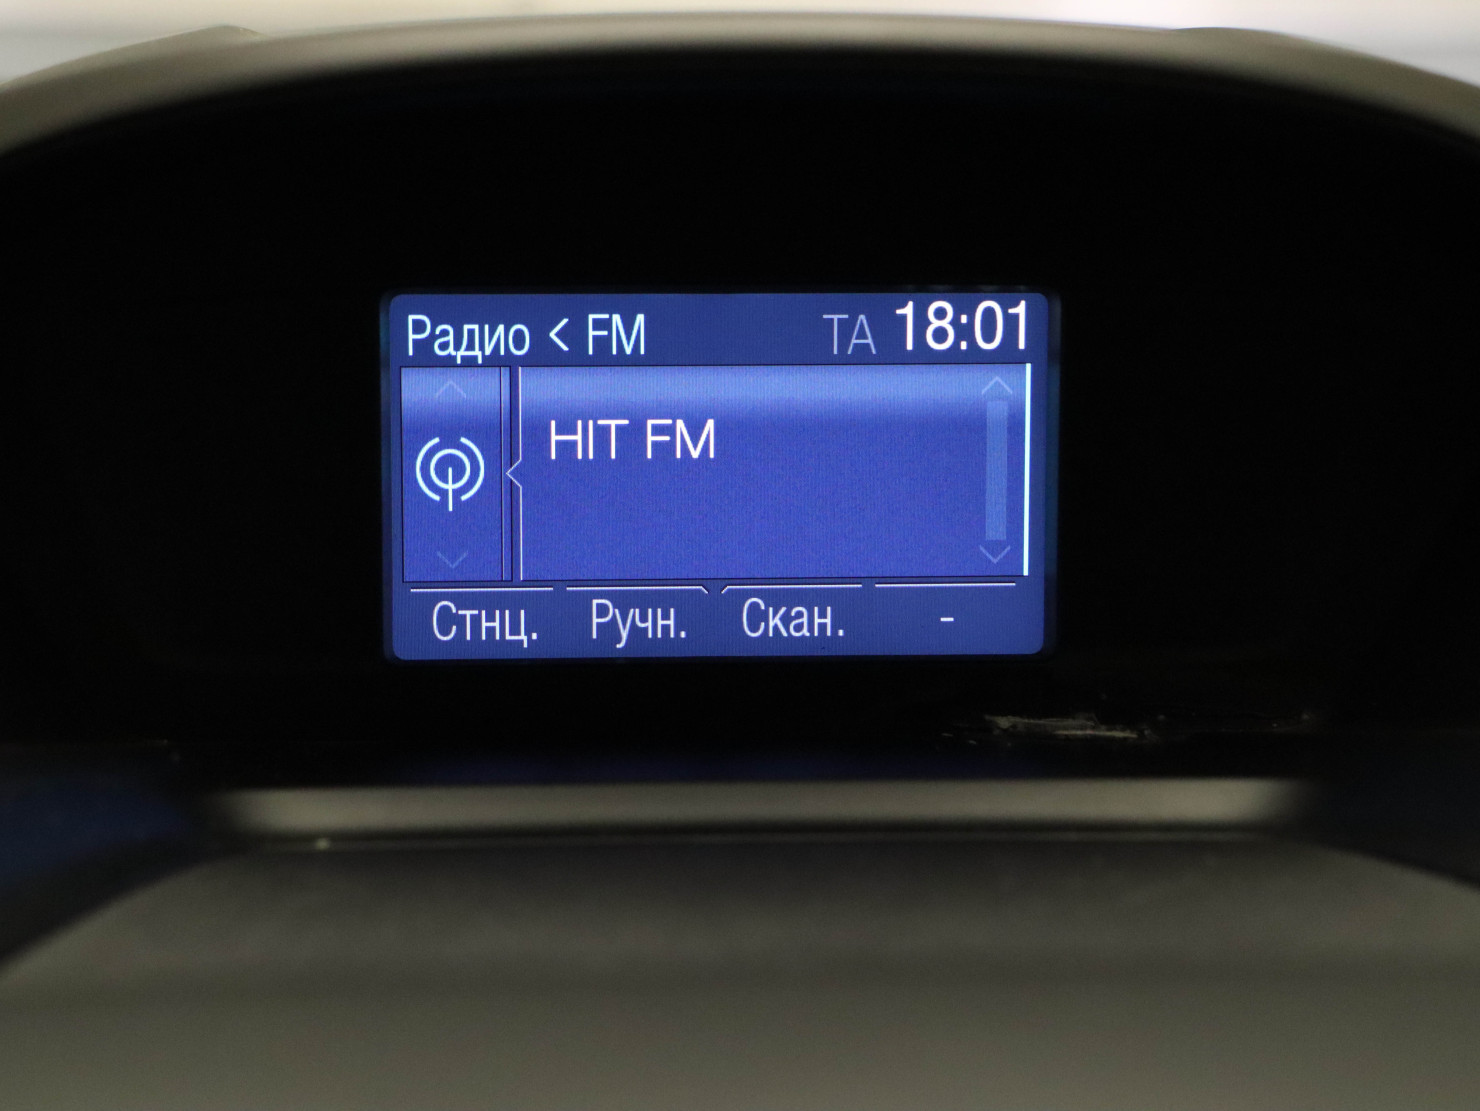 Радио < FM TA 18:01
HIT FM
Стнц. Ручн. Скан. -